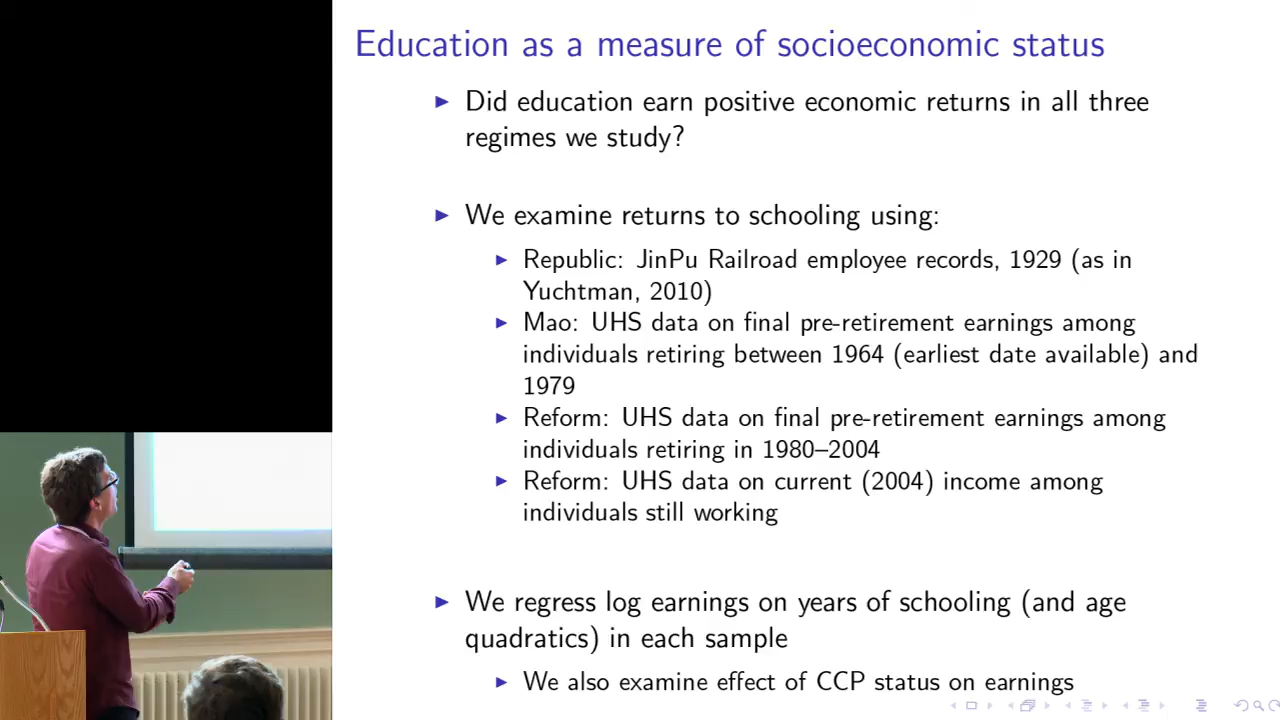 Education as a measure of socioeconomic status
Did education earn positive economic returns in all three
regimes we study?
We examine returns to schooling using:
Republic: JinPu Railroad employee records, 1929 (as in
Yuchtman, 2010)
Mao: UHS data on final pre-retirement earnings among
individuals retiring between 1964 (earliest date available) and
1979
Reform: UHS data on final pre-retirement earnings among
individuals retiring in 1980–2004
Reform: UHS data on current (2004) income among
individuals still working
We regress log earnings on years of schooling (and age
quadratics) in each sample
We also examine effect of CCP status on earnings